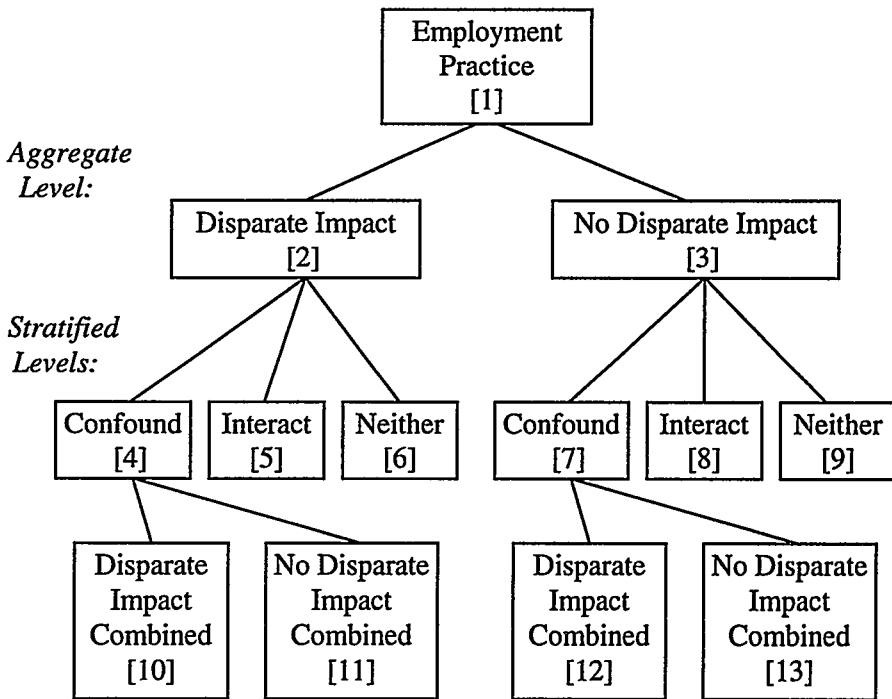 Employment
Practice
[1]
Aggregate
Level:
Disparate Impact
[2]
No Disparate Impact
[3]
Stratified
Levels:
Confound
[4]
Interact
[5]
Neither
[6]
Confound
[7]
Interact
[8]
Neither
[9]
Disparate
Impact
Combined
[10]
No Disparate
Impact
Combined
[11]
Disparate
Impact
Combined
[12]
No Disparate
Impact
Combined
[13]